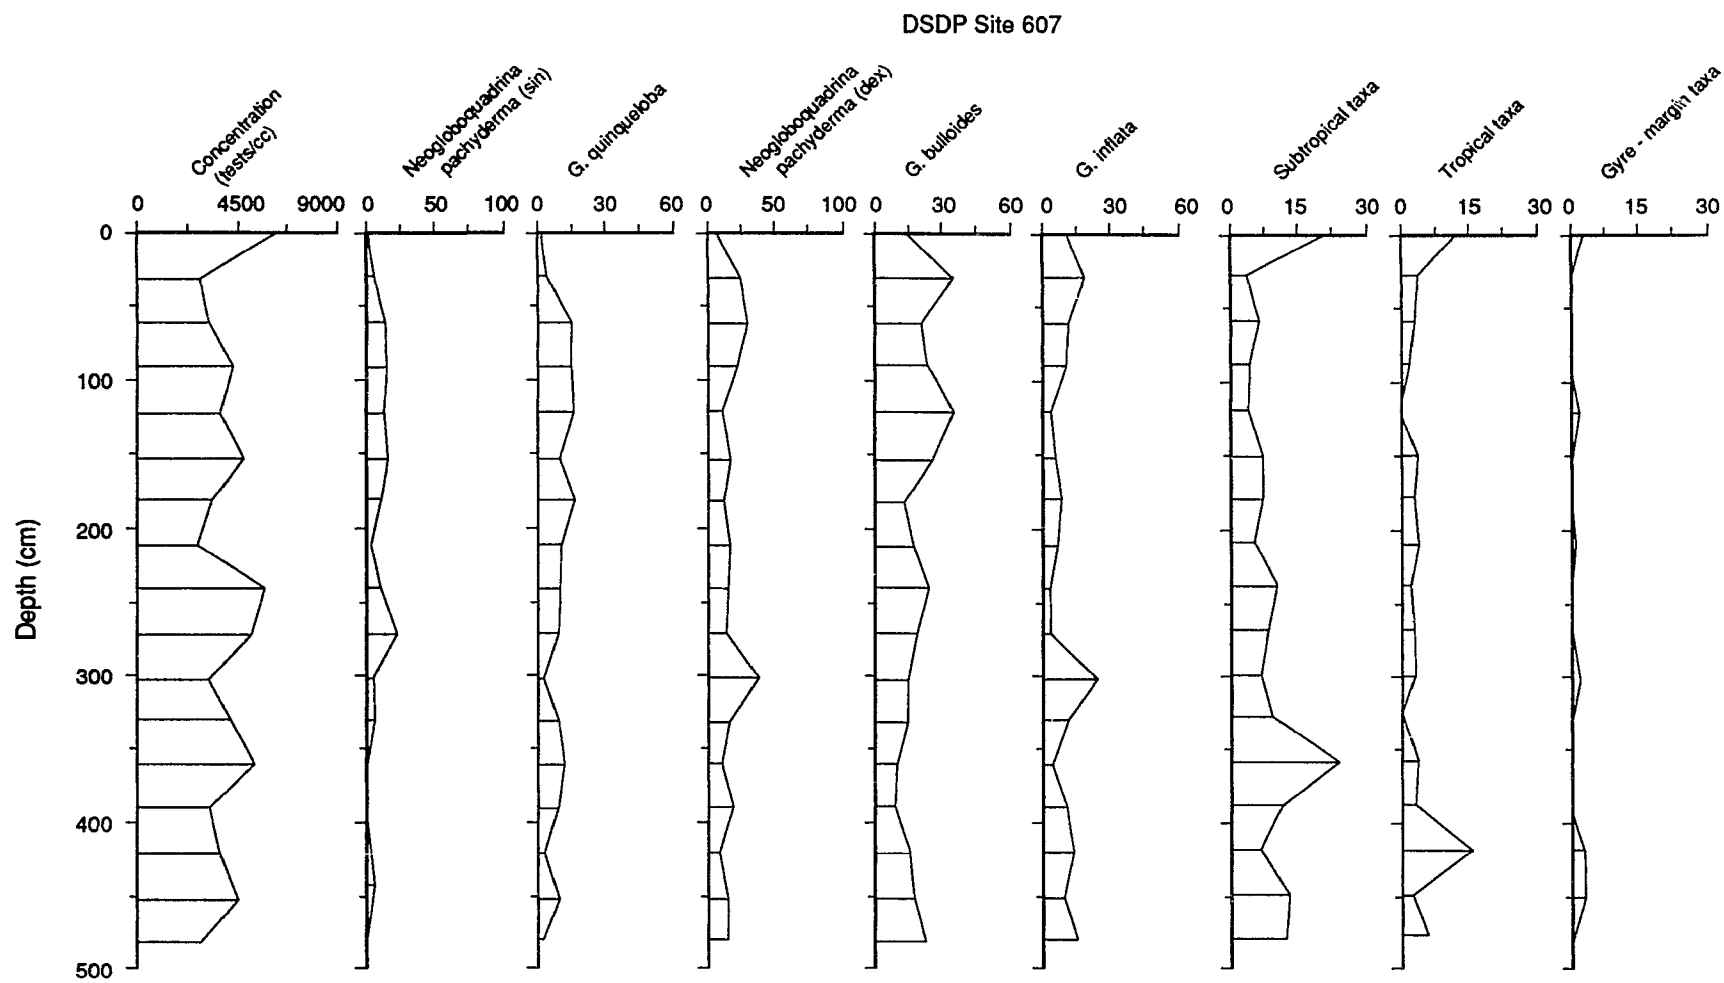 DSDP Site 607
Concentration
(tests/cc)
Neogloboquadrina
pachyderma (sin)
G. quinqueloba
Neogloboquadrina
pachyderma (dex)
G. bulloides
G. inflata
Subtropical taxa
Tropical taxa
Gyre - margin taxa
0 4500 9000 0 50 100 0 30 60 0 50 100 0 30 60 0 30 60 0 15 30 0 15 30 0 15 30
0
100
200
300
400
500
Depth (cm)